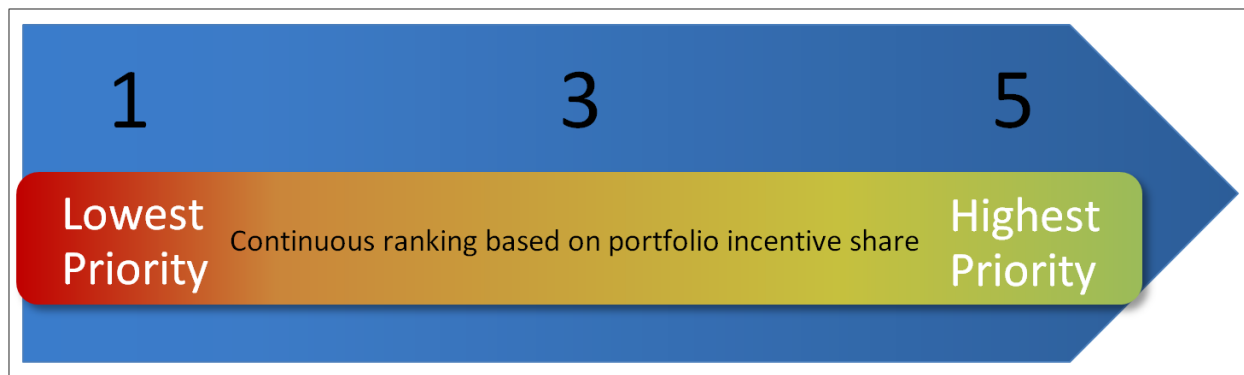 1 3 5
Lowest
Priority
Continuous ranking based on portfolio incentive share
Highest
Priority